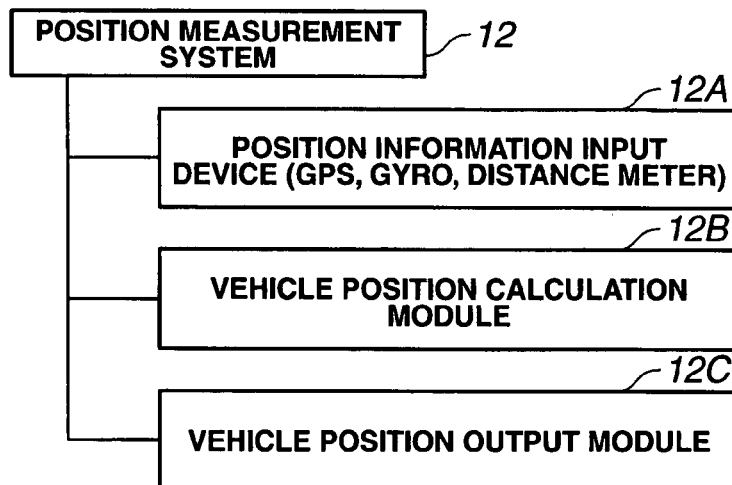 POSITION MEASUREMENT
SYSTEM
12
12A
POSITION INFORMATION INPUT
DEVICE (GPS, GYRO, DISTANCE METER)
12B
VEHICLE POSITION CALCULATION
MODULE
12C
VEHICLE POSITION OUTPUT MODULE